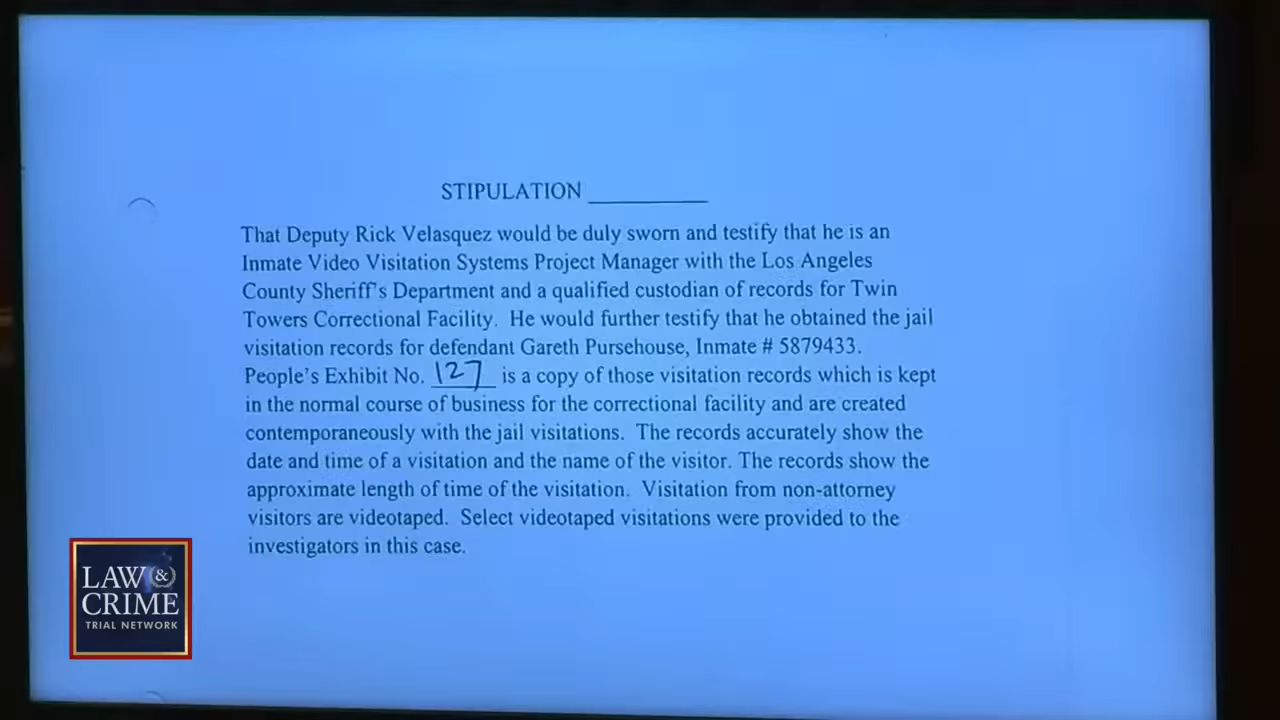 STIPULATION __________
That Deputy Rick Velasquez would be duly sworn and testify that he is an
Inmate Video Visitation Systems Project Manager with the Los Angeles
County Sheriff's Department and a qualified custodian of records for Twin
Towers Correctional Facility. He would further testify that he obtained the jail
visitation records for defendant Gareth Pursehouse, Inmate # 5879433.
People's Exhibit No. 127 is a copy of those visitation records which is kept
in the normal course of business for the correctional facility and are created
contemporaneously with the jail visitations. The records accurately show the
date and time of a visitation and the name of the visitor. The records show the
approximate length of time of the visitation. Visitation from non-attorney
visitors are videotaped. Select videotaped visitations were provided to the
investigators in this case.
LAW &
CRIME
TRIAL NETWORK